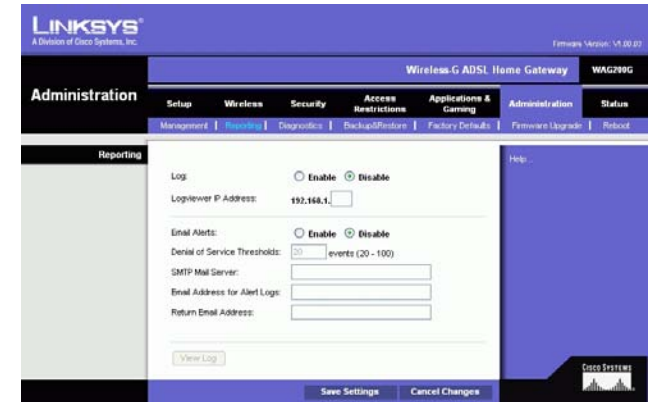 LINKSYS®
A Division of Cisco Systems, Inc.
Firmware Version: V1.00.03
Wireless-G ADSL Home Gateway WAG200G
Administration
Setup Wireless Security Access Restrictions Applications & Gaming Administration Status
Management | Reporting | Diagnostics | Backup&Restore | Factory Defaults | Firmware Upgrade | Reboot
Reporting
Help...
Log: Enable Disable
Logviewer IP Address: 192.168.1.
Email Alerts: Enable Disable
Denial of Service Thresholds: 20 events (20 - 100)
SMTP Mail Server:
Email Address for Alert Logs:
Return Email Address:
View Log
Save Settings Cancel Changes
CISCO SYSTEMS